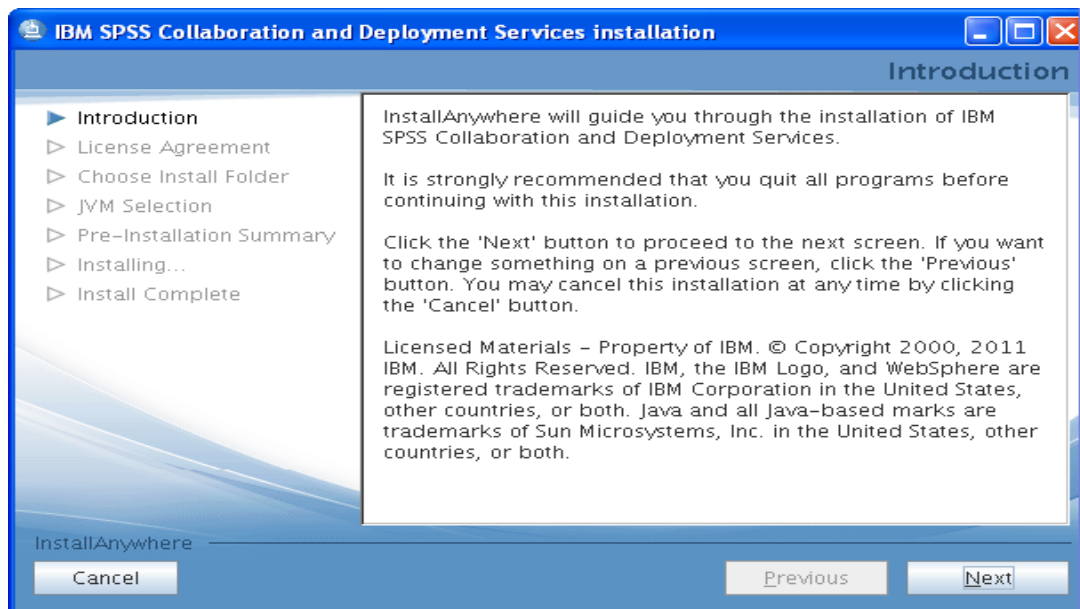 IBM SPSS Collaboration and Deployment Services installation
Introduction
Introduction
License Agreement
Choose Install Folder
JVM Selection
Pre-Installation Summary
Installing...
Install Complete
InstallAnywhere will guide you through the installation of IBM
SPSS Collaboration and Deployment Services.
It is strongly recommended that you quit all programs before
continuing with this installation.
Click the 'Next' button to proceed to the next screen. If you want
to change something on a previous screen, click the 'Previous'
button. You may cancel this installation at any time by clicking
the 'Cancel' button.
Licensed Materials – Property of IBM. © Copyright 2000, 2011
IBM. All Rights Reserved. IBM, the IBM Logo, and WebSphere are
registered trademarks of IBM Corporation in the United States,
other countries, or both. Java and all Java-based marks are
trademarks of Sun Microsystems, Inc. in the United States, other
countries, or both.
InstallAnywhere
Cancel
Previous
Next